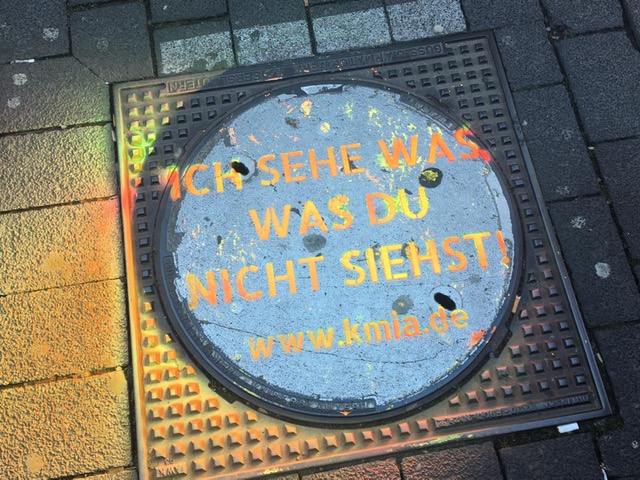 ICH SEHE WAS
WAS DU
NICHT SIEHST!
www.kmia.de